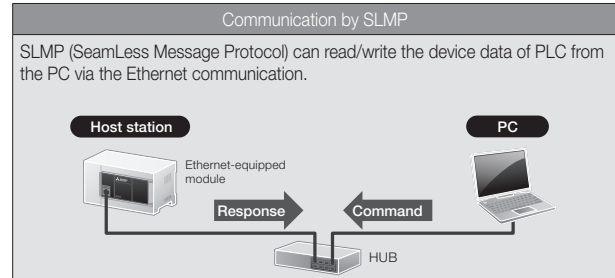 Communication by SLMP
SLMP (SeamLess Message Protocol) can read/write the device data of PLC from
the PC via the Ethernet communication.
Host station
PC
Ethernet-equipped
module
Response
Command
HUB